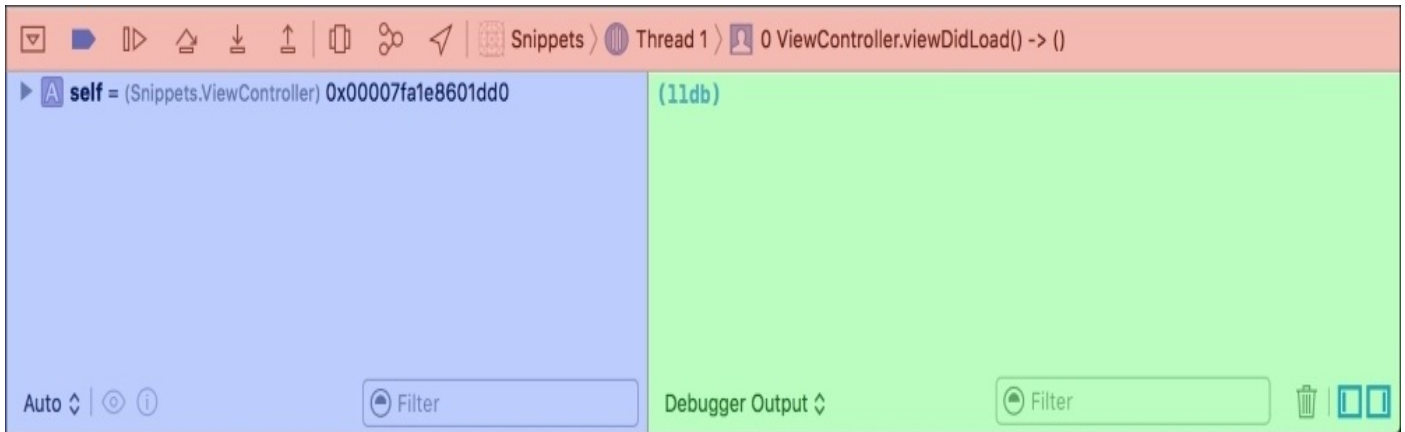 Snippets 〉 Thread 1 〉 0 ViewController.viewDidLoad() -> ()
A self = (Snippets.ViewController) 0x00007fa1e8601dd0
(lldb)
Auto Filter
Debugger Output Filter